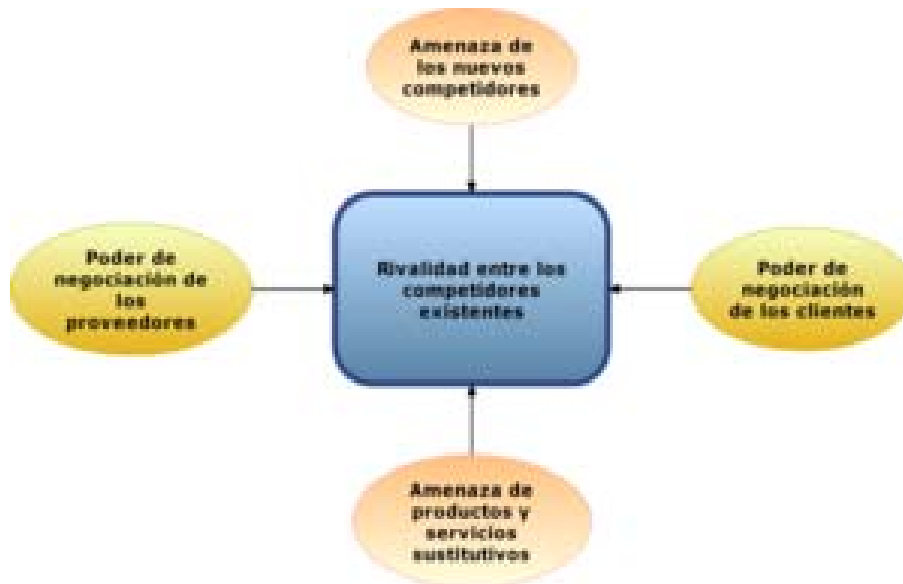 Amenaza de
los nuevos
competidores
Poder de
negociación de
los
proveedores
Rivalidad entre los
competidores
existentes
Poder de
negociación
de los clientes
Amenaza de
productos y
servicios
sustitutivos